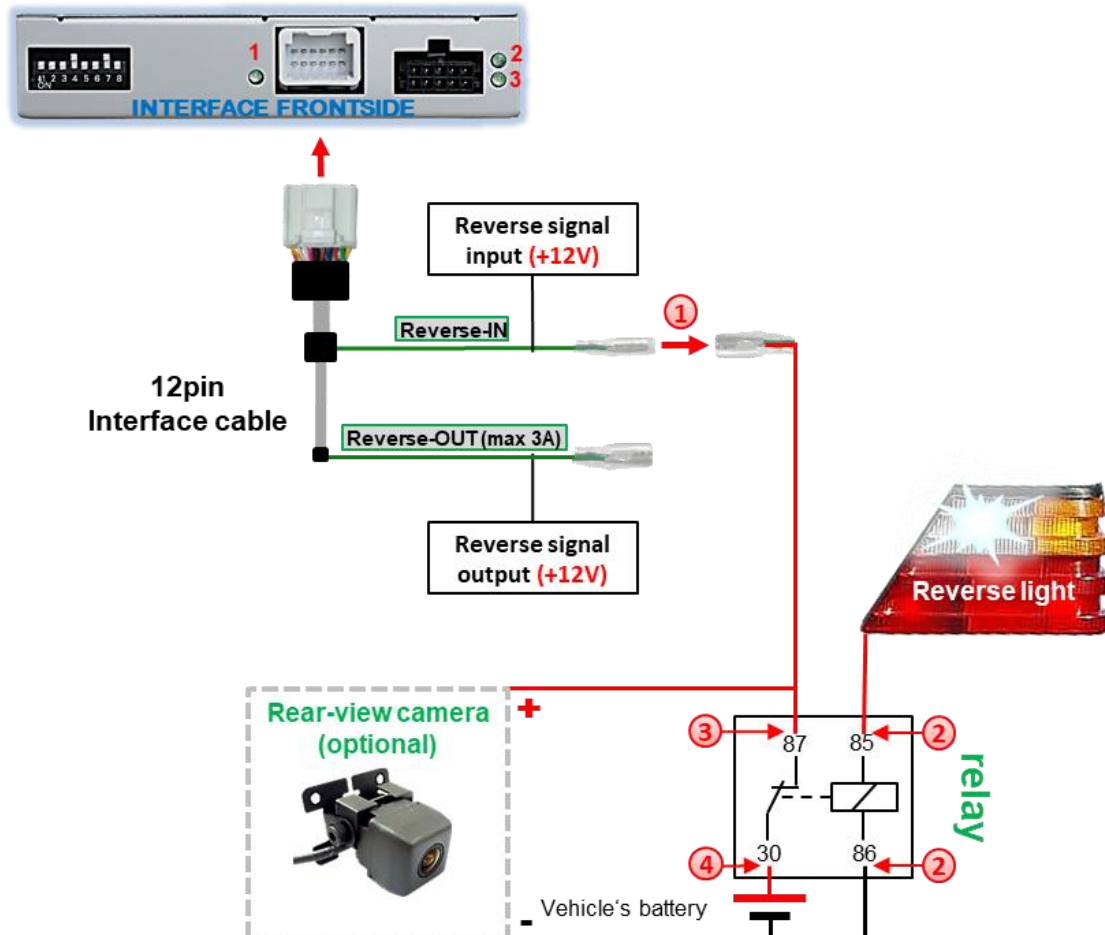 1
2
3
1 2 3 4 5 6 7 8
ON
INTERFACE FRONTSIDE
Reverse signal
input (+12V)
Reverse-IN
1
12pin
Interface cable
Reverse-OUT (max 3A)
Reverse signal
output (+12V)
Reverse light
Rear-view camera
(optional)
+
3
87
85
2
relay
4
30
86
2
-
Vehicle‘s battery